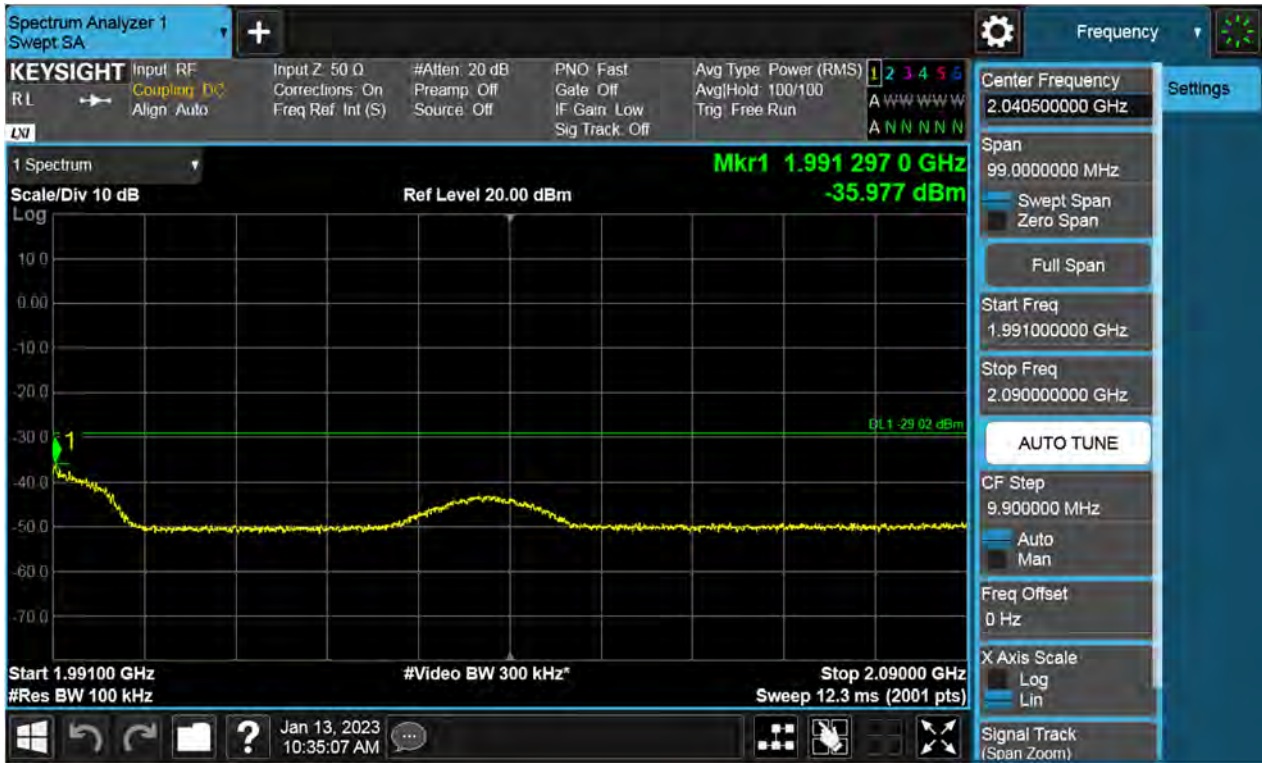 Spectrum Analyzer 1
Swept SA
+
Frequency
KEYSIGHT
RL
LXI
Input: RF
Coupling: DC
Align: Auto
Input Z: 50 Ω
Corrections: On
Freq Ref: Int (S)
#Atten: 20 dB
Preamp: Off
Source: Off
PNO: Fast
Gate: Off
IF Gain: Low
Sig Track: Off
Avg Type: Power (RMS)
Avg|Hold: 100/100
Trig: Free Run
1 2 3 4 5 6
A W W W W W
A N N N N N
1 Spectrum
Mkr1 1.991 297 0 GHz
Scale/Div 10 dB
Ref Level 20.00 dBm
-35.977 dBm
Log
10.0
0.00
-10.0
-20.0
-30.0
-40.0
-50.0
-60.0
-70.0
1
DL1 -29.02 dBm
Start 1.99100 GHz
#Video BW 300 kHz*
Stop 2.09000 GHz
#Res BW 100 kHz
Sweep 12.3 ms (2001 pts)
?
Jan 13, 2023
10:35:07 AM
Center Frequency
2.040500000 GHz
Span
99.0000000 MHz
Swept Span
Zero Span
Full Span
Start Freq
1.991000000 GHz
Stop Freq
2.090000000 GHz
AUTO TUNE
CF Step
9.900000 MHz
Auto
Man
Freq Offset
0 Hz
X Axis Scale
Log
Lin
Signal Track
(Span Zoom)
Settings